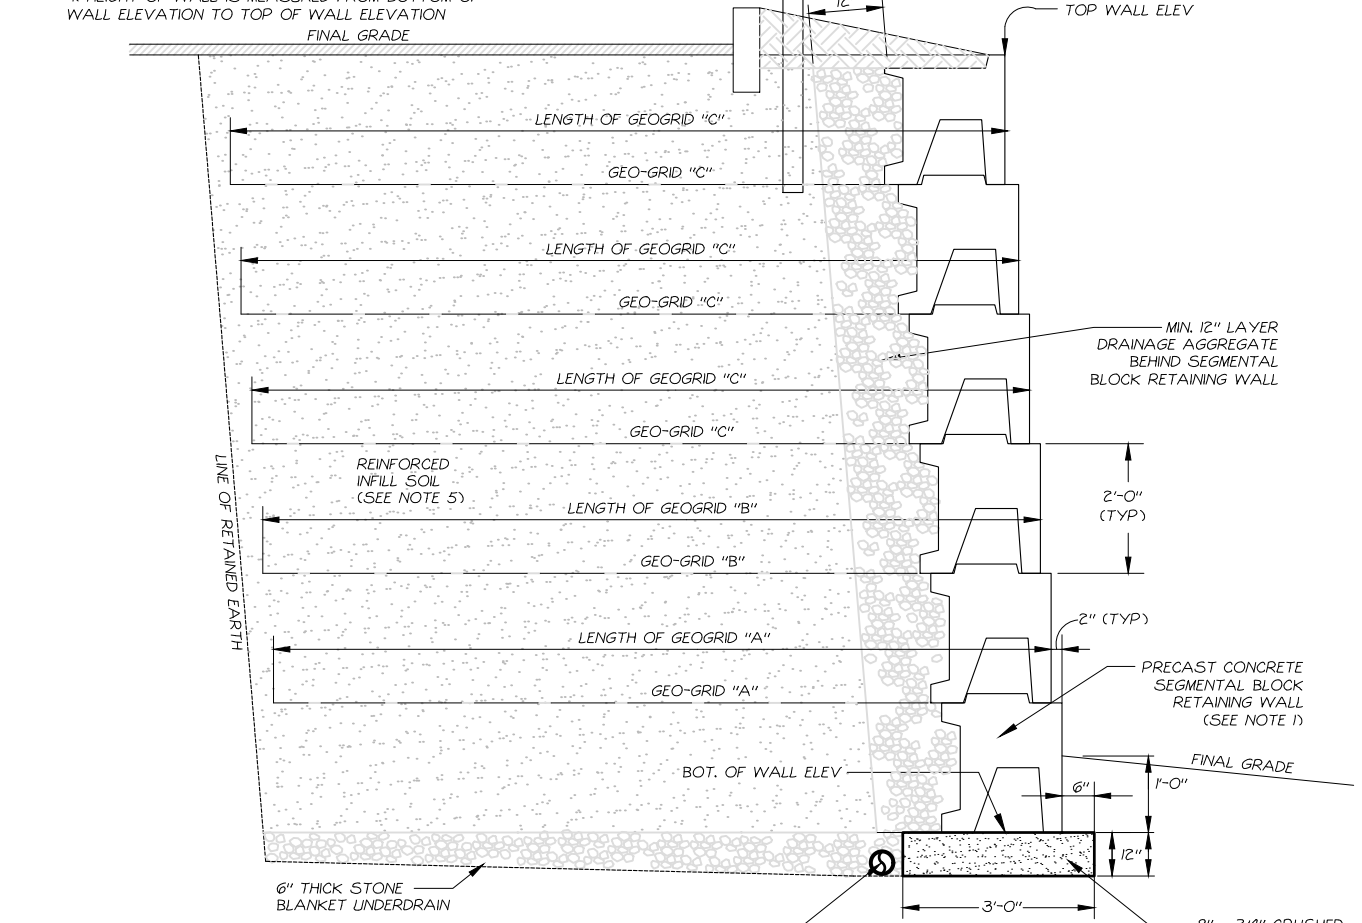 WALL ELEVATION TO TOP OF WALL ELEVATION
FINAL GRADE
12"
TOP WALL ELEV
LENGTH OF GEOGRID "C"
GEO-GRID "C"
LENGTH OF GEOGRID "C"
GEO-GRID "C"
MIN. 12" LAYER
DRAINAGE AGGREGATE
BEHIND SEGMENTAL
BLOCK RETAINING WALL
LENGTH OF GEOGRID "C"
GEO-GRID "C"
REINFORCED
INFILL SOIL
(SEE NOTE 5)
LINE OF RETAINED EARTH
2'-0"
(TYP)
LENGTH OF GEOGRID "B"
GEO-GRID "B"
2" (TYP)
LENGTH OF GEOGRID "A"
GEO-GRID "A"
PRECAST CONCRETE
SEGMENTAL BLOCK
RETAINING WALL
(SEE NOTE 1)
BOT. OF WALL ELEV
FINAL GRADE
6"
1'-0"
12"
6" THICK STONE
BLANKET UNDERDRAIN
3'-0"